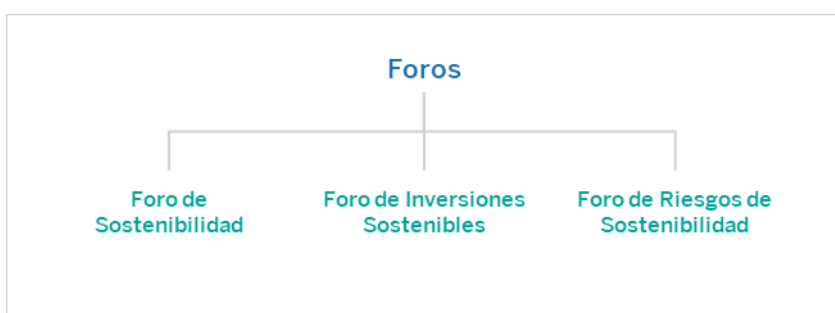 Foros
Foro de
Sostenibilidad
Foro de Inversiones
Sostenibles
Foro de Riesgos de
Sostenibilidad